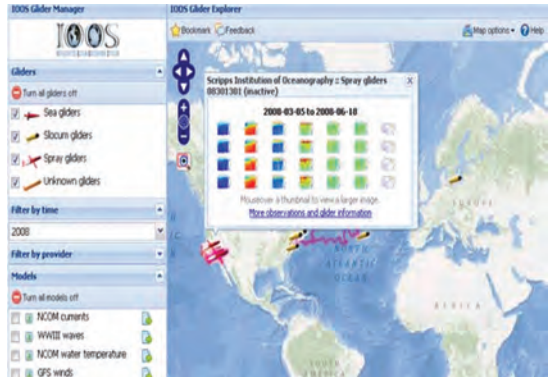 IOOS Glider Manager
IOOS
Gliders
Turn all gliders off
Sea gliders
Slocum gliders
Spray gliders
Unknown gliders
Filter by time
2008
Filter by provider
Models
Turn all models off
NCOM currents
WWIII waves
NCOM water temperature
GFS winds
IOOS Glider Explorer
Bookmark
Feedback
Map options
Help
Scripps Institution of Oceanography :: Spray gliders
08301301 (inactive)
X
2008-03-05 to 2008-06-18
Mouseover a thumbnail to view a larger image.
More observations and glider information
EUROPE
NORTH
ATLANTIC
OCEAN
AFRICA
SOUTH
AMERICA